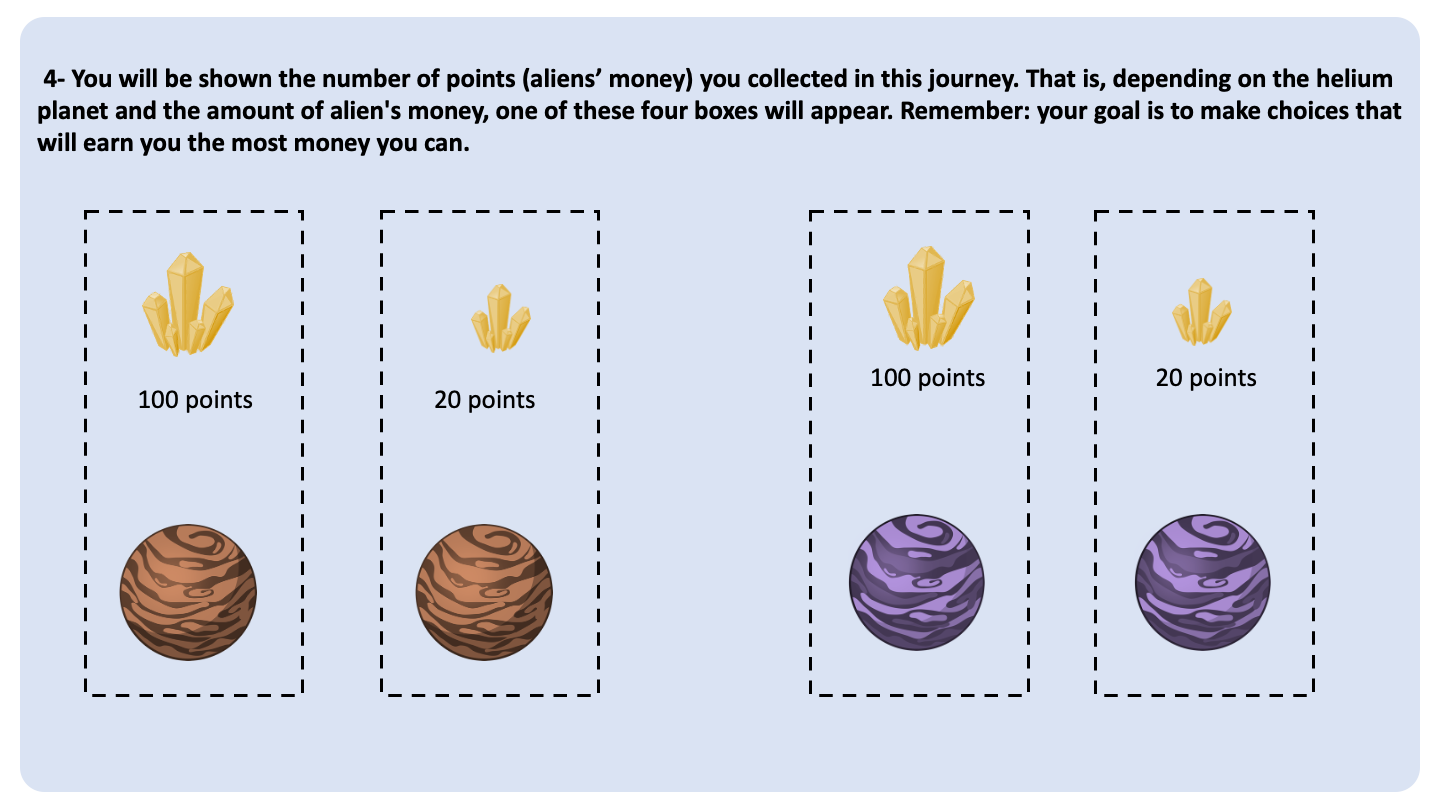 4- You will be shown the number of points (aliens’ money) you collected in this journey. That is, depending on the helium
planet and the amount of alien's money, one of these four boxes will appear. Remember: your goal is to make choices that
will earn you the most money you can.
100 points
20 points
100 points
20 points